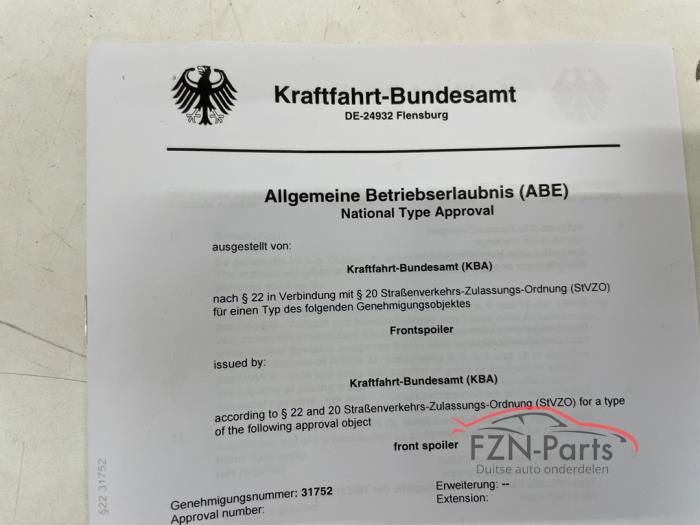 Kraftfahrt-Bundesamt
DE-24932 Flensburg
Allgemeine Betriebserlaubnis (ABE)
National Type Approval
ausgestellt von:
Kraftfahrt-Bundesamt (KBA)
nach § 22 in Verbindung mit § 20 Straßenverkehrs-Zulassungs-Ordnung (StVZO)
für einen Typ des folgenden Genehmigungsobjektes
Frontspoiler
issued by:
Kraftfahrt-Bundesamt (KBA)
according to § 22 and 20 Straßenverkehrs-Zulassungs-Ordnung (StVZO) for a type
of the following approval object
front spoiler
Genehmigungsnummer: 31752
Approval number:
Erweiterung: --
Extension:
§22 31752
FZN-Parts
Duitse auto onderdelen